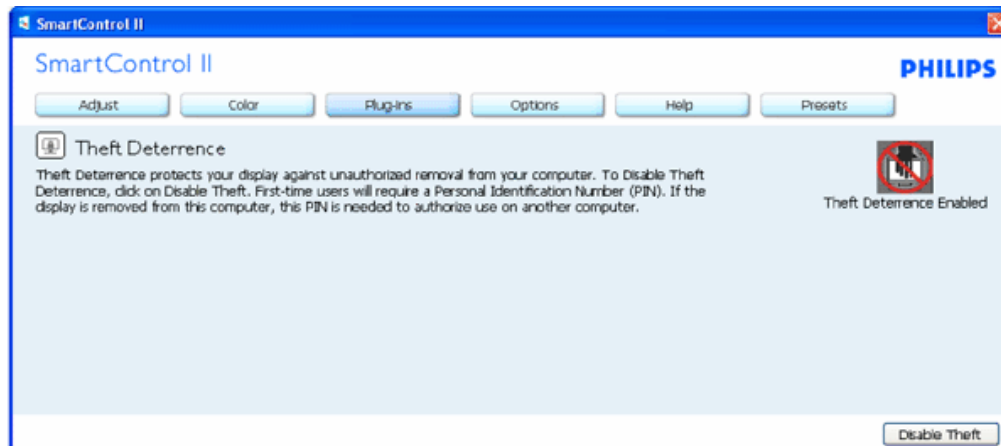 SmartControl II
SmartControl II
PHILIPS
Adjust
Color
Plug-ins
Options
Help
Presets
Theft Deterrence
Theft Deterrence protects your display against unauthorized removal from your computer. To Disable Theft
Deterrence, click on Disable Theft. First-time users will require a Personal Identification Number (PIN). If the
display is removed from this computer, this PIN is needed to authorize use on another computer.
Theft Deterrence Enabled
Disable Theft